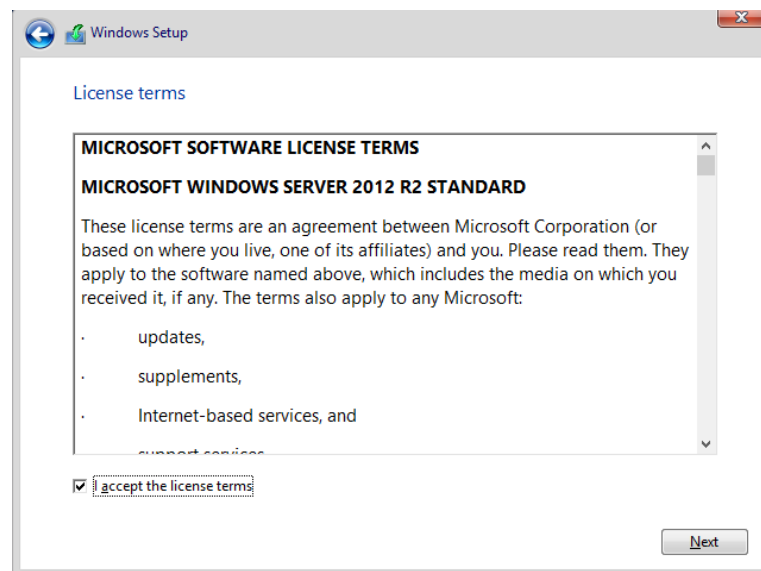 Windows Setup
License terms
MICROSOFT SOFTWARE LICENSE TERMS
MICROSOFT WINDOWS SERVER 2012 R2 STANDARD
These license terms are an agreement between Microsoft Corporation (or
based on where you live, one of its affiliates) and you. Please read them. They
apply to the software named above, which includes the media on which you
received it, if any. The terms also apply to any Microsoft:
· updates,
· supplements,
· Internet-based services, and
· support services
I accept the license terms
Next